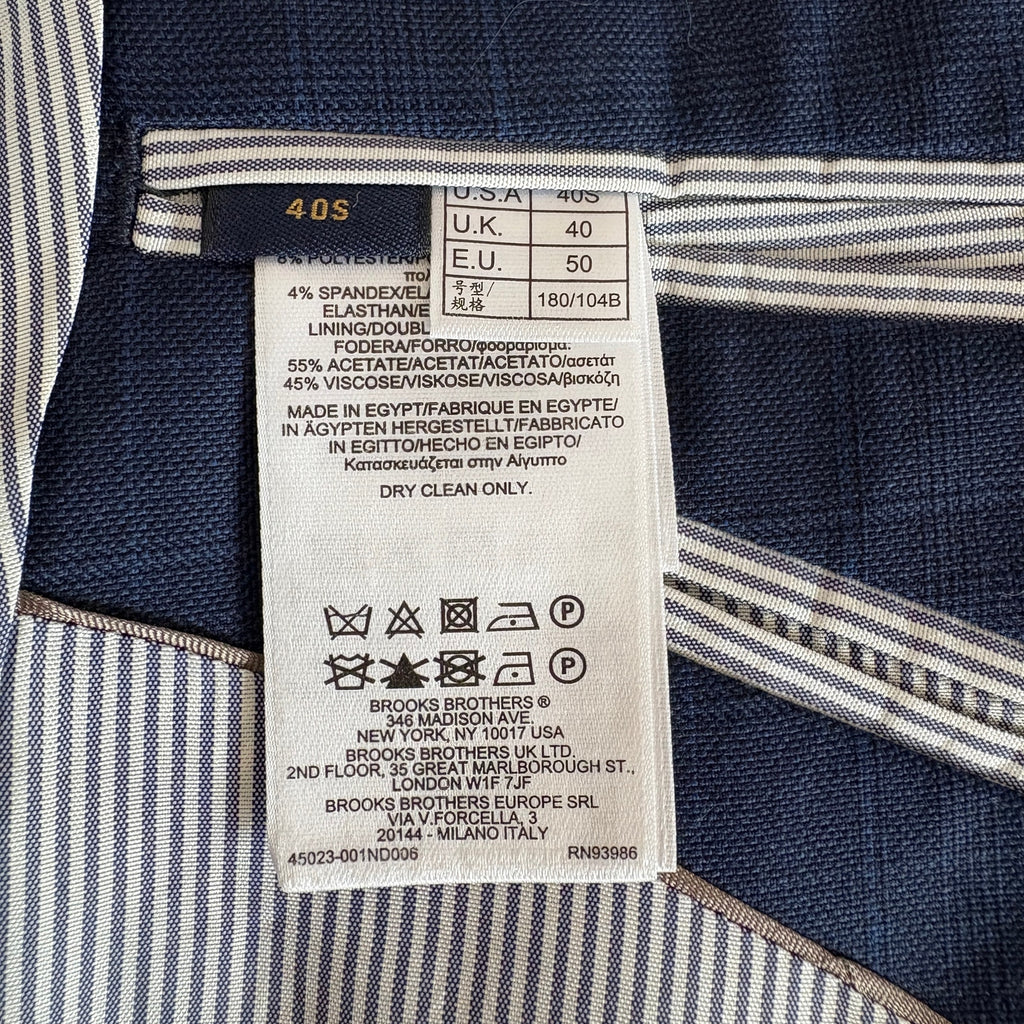 40S
U.S.A 40S
U.K. 40
E.U. 50
号型/规格 180/104B
6% POLYESTER/P
πολ
4% SPANDEX/ELA
ELASTHAN/E
LINING/DOUBL
FODERA/FORRO/φοδράρισμα:
55% ACETATE/ACETAT/ACETATO/ασετάτ
45% VISCOSE/VISKOSE/VISCOSA/βισκόζη
MADE IN EGYPT/FABRIQUE EN EGYPTE/
IN ÄGYPTEN HERGESTELLT/FABBRICATO
IN EGITTO/HECHO EN EGIPTO/
Κατασκευάζεται στην Αίγυπτο
DRY CLEAN ONLY.
P
P
BROOKS BROTHERS ®
346 MADISON AVE.
NEW YORK, NY 10017 USA
BROOKS BROTHERS UK LTD.
2ND FLOOR, 35 GREAT MARLBOROUGH ST.,
LONDON W1F 7JF
BROOKS BROTHERS EUROPE SRL
VIA V.FORCELLA, 3
20144 - MILANO ITALY
45023-001ND006 RN93986